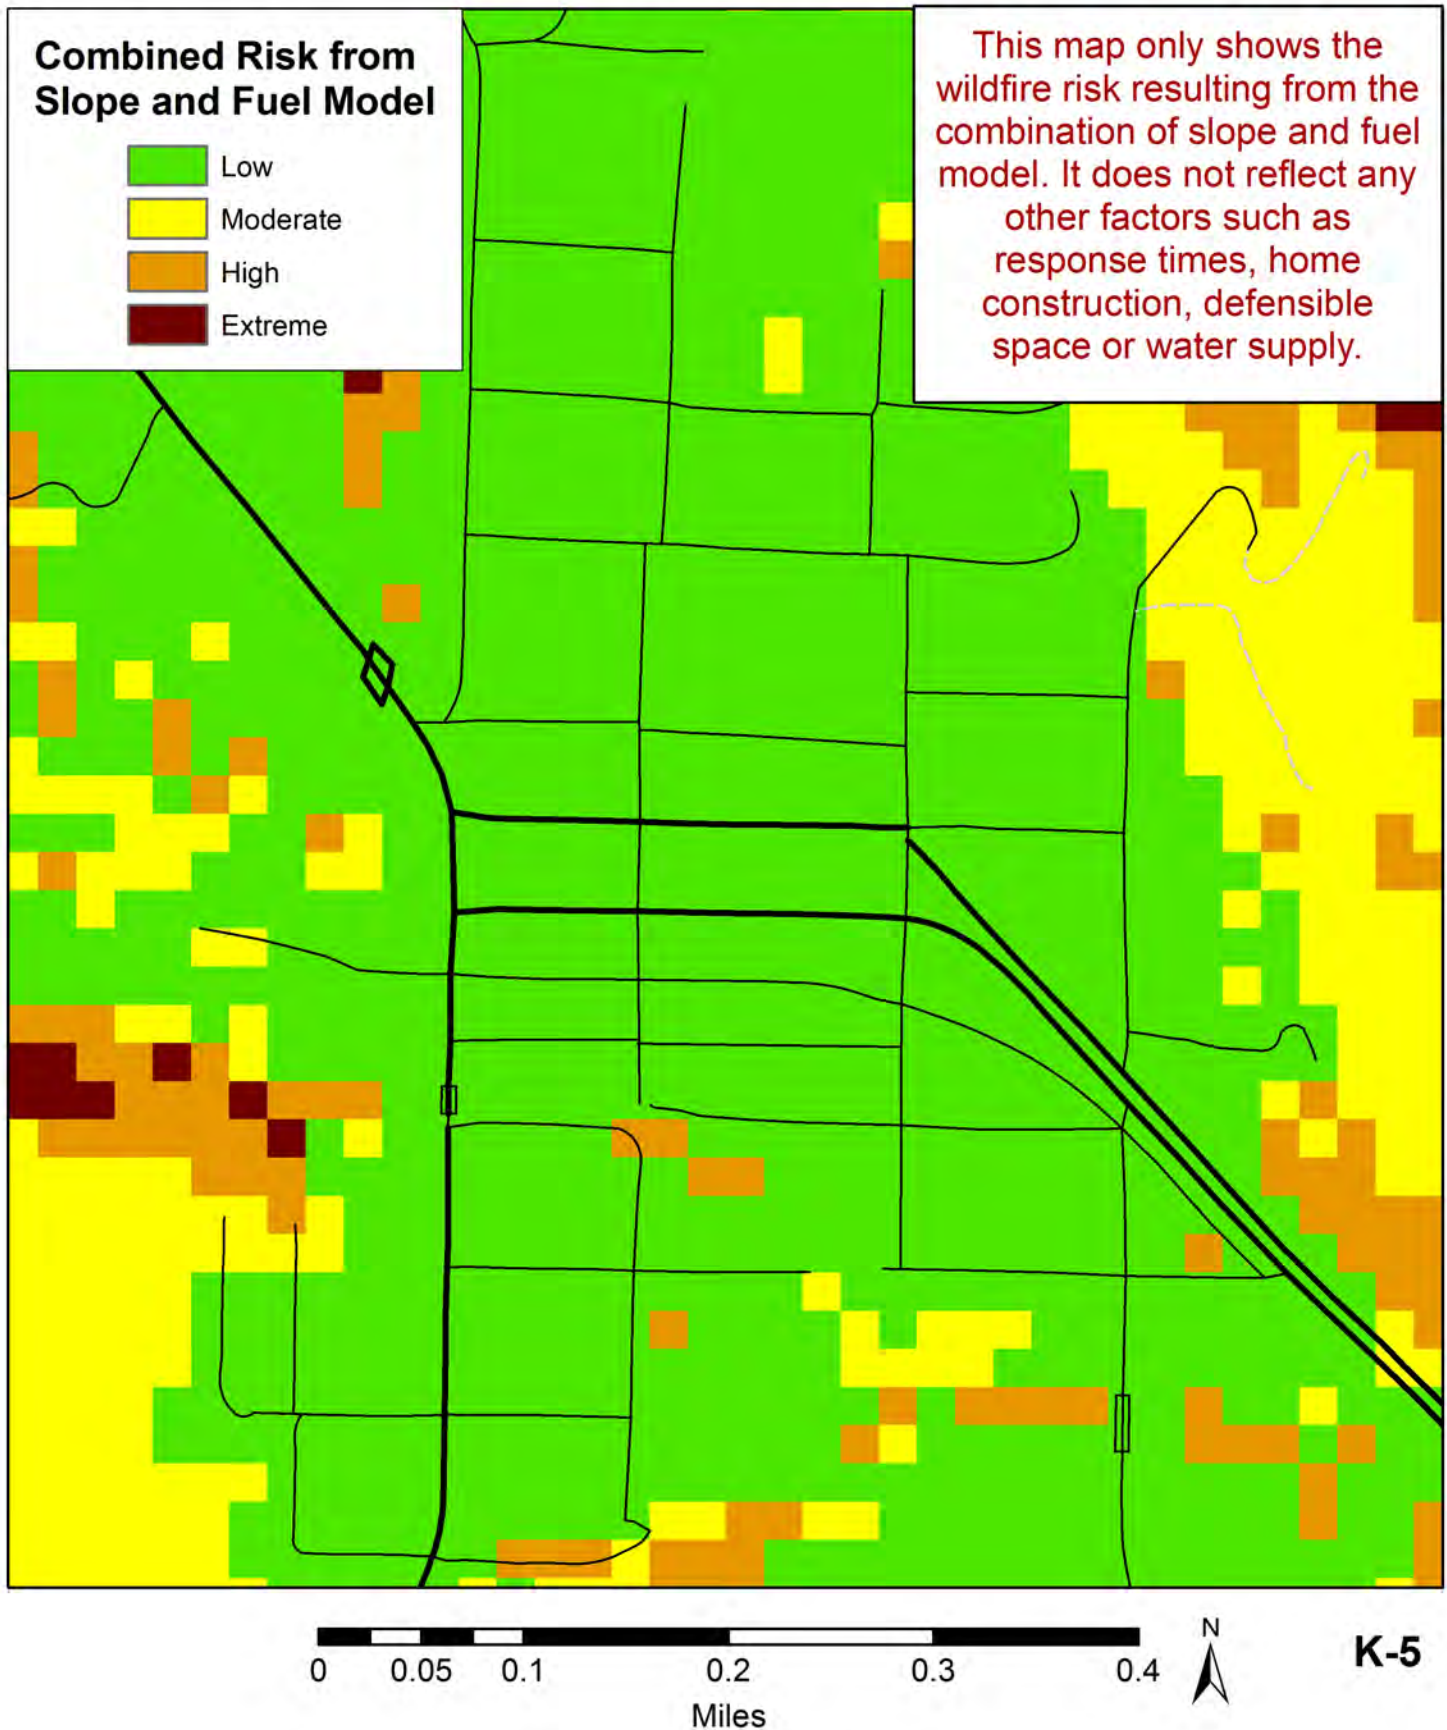 Combined Risk from
Slope and Fuel Model
Low
Moderate
High
Extreme
This map only shows the
wildfire risk resulting from the
combination of slope and fuel
model. It does not reflect any
other factors such as
response times, home
construction, defensible
space or water supply.
0 0.05 0.1 0.2 0.3 0.4
Miles
N
K-5